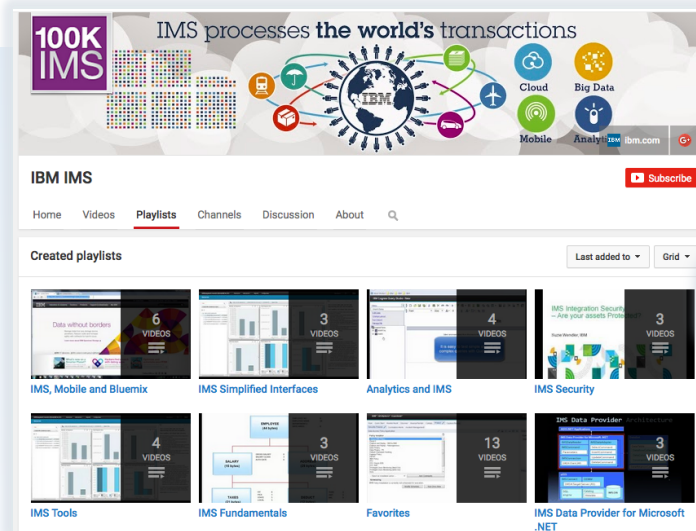 100K
IMS
IMS processes the world's transactions
IBM
Cloud
Big Data
Mobile
IBM ibm.com
G+
IBM IMS
Subscribe
Home Videos Playlists Channels Discussion About
Created playlists
Last added to
Grid
6
VIDEOS
3
VIDEOS
4
VIDEOS
3
VIDEOS
Data without borders
IMS Integration Security
– Are your assets Protected?
IMS, Mobile and Bluemix
IMS Simplified Interfaces
Analytics and IMS
IMS Security
4
VIDEOS
3
VIDEOS
13
VIDEOS
3
VIDEOS
EMPLOYEE
SALARY
TAXES
IMS Data Provider Architecture
IMS Tools
IMS Fundamentals
Favorites
IMS Data Provider for Microsoft
.NET